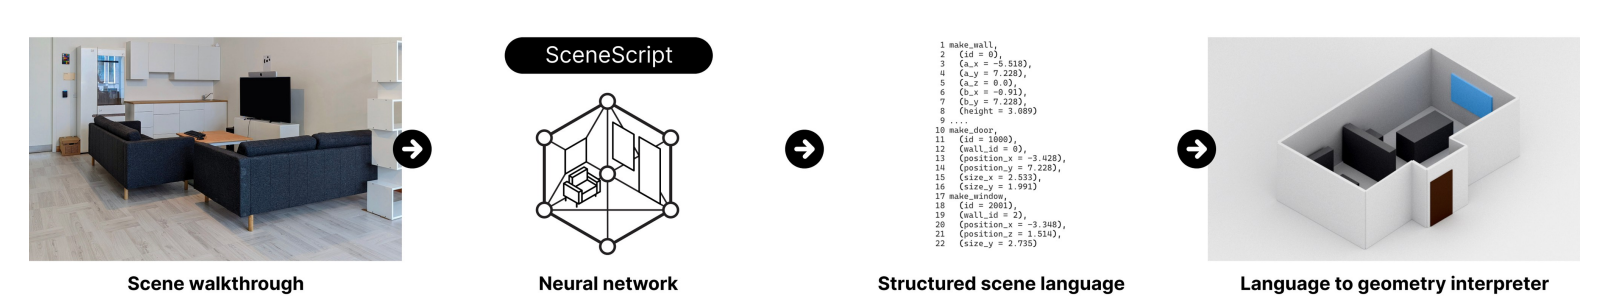 SceneScript
1 make_wall,
2 (id = 0),
3 (a_x = -5.518),
4 (a_y = 7.228),
5 (a_z = 0.0),
6 (b_x = -0.91),
7 (b_y = 7.228),
8 (height = 3.089)
9 ....
10 make_door,
11 (id = 1000),
12 (wall_id = 0),
13 (position_x = -3.428),
14 (position_y = 7.228),
15 (size_x = 2.533),
16 (size_y = 1.991)
17 make_window,
18 (id = 2001),
19 (wall_id = 2),
20 (position_x = -3.348),
21 (position_z = 1.514),
22 (size_y = 2.735)
Scene walkthrough
Neural network
Structured scene language
Language to geometry interpreter